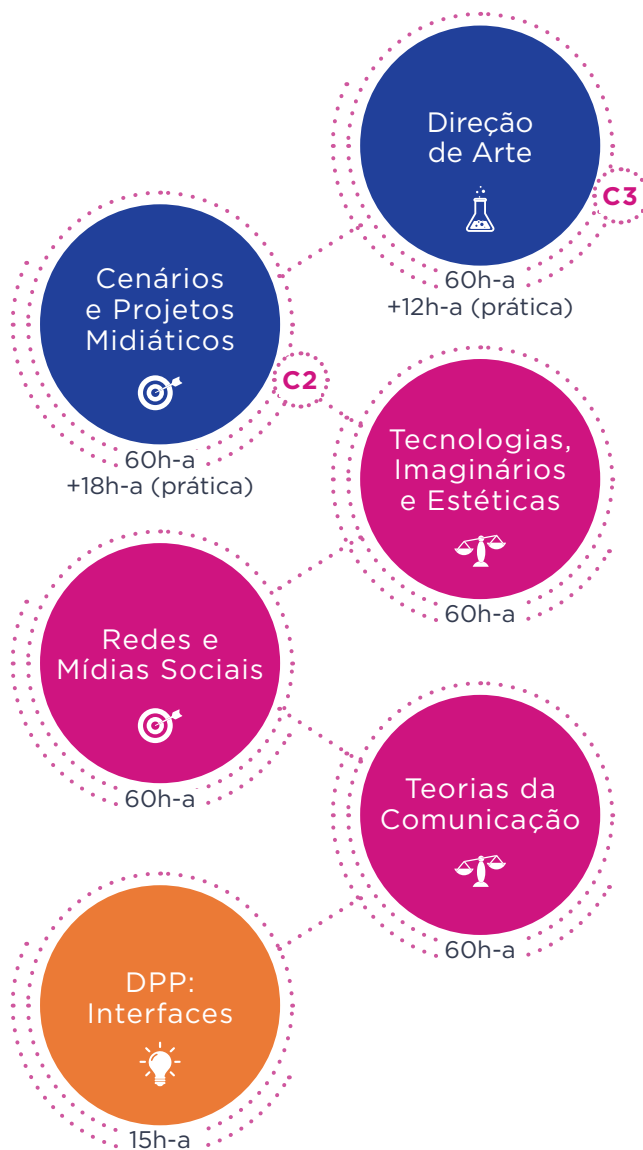 Direção
de Arte
C3
60h-a
+12h-a (prática)
Cenários
e Projetos
Midiáticos
C2
60h-a
+18h-a (prática)
Tecnologias,
Imaginários
e Estéticas
60h-a
Redes e
Mídias Sociais
60h-a
Teorias da
Comunicação
60h-a
DPP:
Interfaces
15h-a